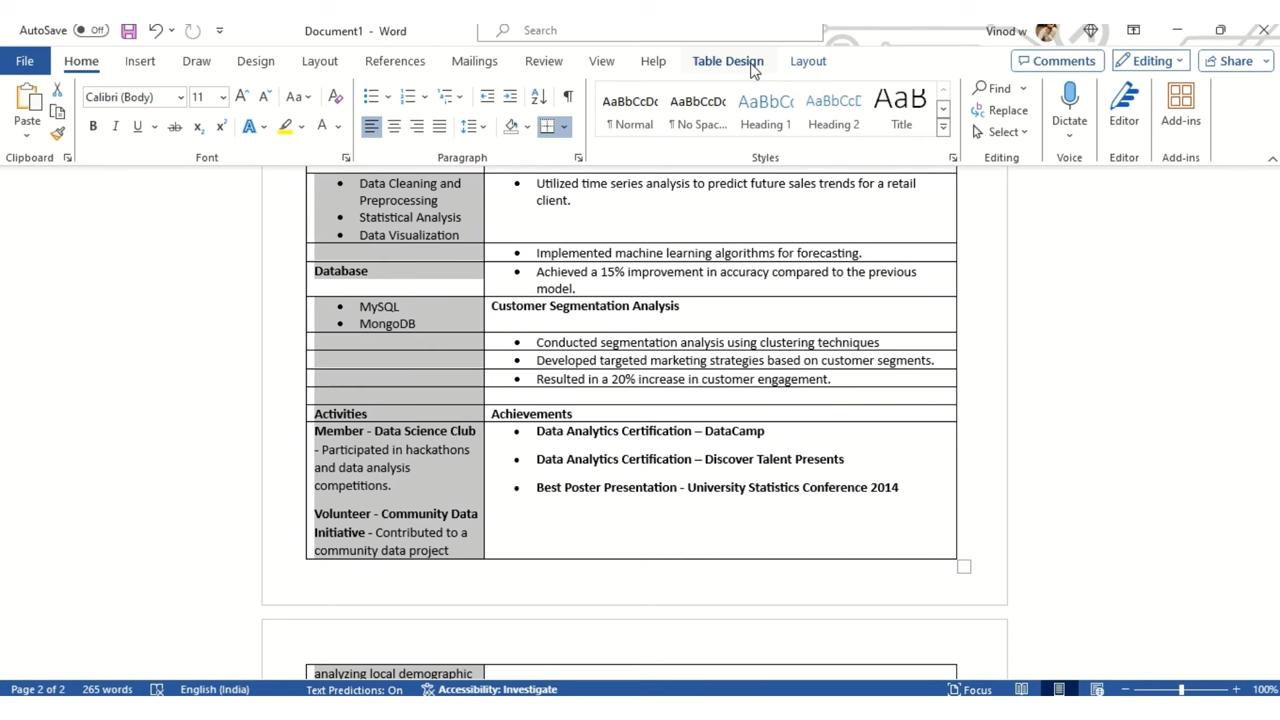 AutoSave Off Document1 - Word Search Vinod w
File Home Insert Draw Design Layout References Mailings Review View Help Table Design Layout Comments Editing Share
Calibri (Body) 11 Aa AaBbCcDc AaBbCcDc AaBbCc AaBbCcD AaB Find
Paste B I U ab x₂ x² A A ¶ Normal ¶ No Spac... Heading 1 Heading 2 Title Replace Dictate Editor Add-ins
Select
Clipboard Font Paragraph Styles Editing Voice Editor Add-ins
• Data Cleaning and Preprocessing
• Statistical Analysis
• Data Visualization
• Utilized time series analysis to predict future sales trends for a retail
client.
• Implemented machine learning algorithms for forecasting.
Database
• Achieved a 15% improvement in accuracy compared to the previous
model.
• MySQL
• MongoDB
Customer Segmentation Analysis
• Conducted segmentation analysis using clustering techniques
• Developed targeted marketing strategies based on customer segments.
• Resulted in a 20% increase in customer engagement.
Activities
Achievements
Member - Data Science Club
- Participated in hackathons
and data analysis
competitions.
Volunteer - Community Data
Initiative - Contributed to a
community data project
• Data Analytics Certification – DataCamp
• Data Analytics Certification – Discover Talent Presents
• Best Poster Presentation - University Statistics Conference 2014
analyzing local demographic
Page 2 of 2 265 words English (India) Text Predictions: On Accessibility: Investigate Focus 100%